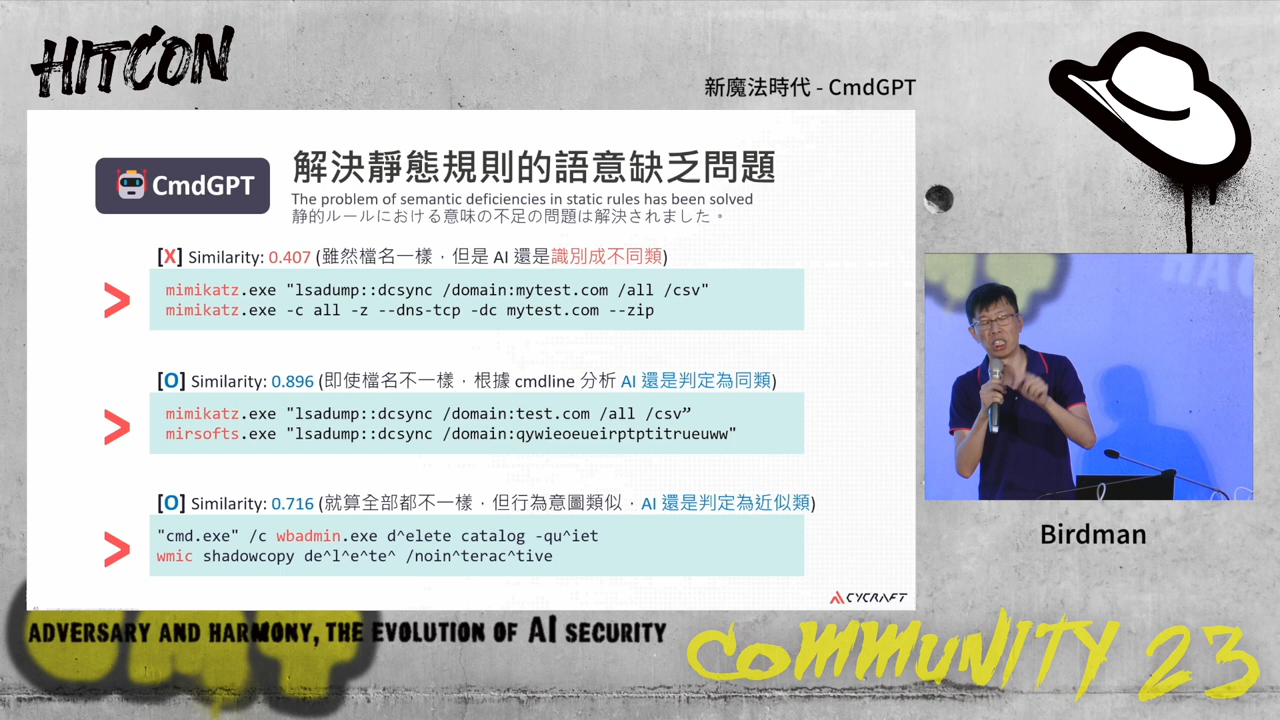 HITCON
新魔法時代 - CmdGPT
CmdGPT
解決靜態規則的語意缺乏問題
The problem of semantic deficiencies in static rules has been solved
静的ルールにおける意味の不足の問題は解決されました。
[X] Similarity: 0.407 (雖然檔名一樣，但是 AI 還是識別成不同類)
> mimikatz.exe "lsadump::dcsync /domain:mytest.com /all /csv"
mimikatz.exe -c all -z --dns-tcp -dc mytest.com --zip
[O] Similarity: 0.896 (即使檔名不一樣，根據 cmdline 分析 AI 還是判定為同類)
> mimikatz.exe "lsadump::dcsync /domain:test.com /all /csv”
mirsofts.exe "lsadump::dcsync /domain:qywieoeueirptptitrueuww"
[O] Similarity: 0.716 (就算全部都不一樣，但行為意圖類似，AI 還是判定為近似類)
> "cmd.exe" /c wbadmin.exe d^elete catalog -qu^iet
wmic shadowcopy de^l^e^te^ /noin^terac^tive
CYCRAFT
Birdman
ADVERSARY AND HARMONY, THE EVOLUTION OF AI SECURITY
COMMUNITY 23